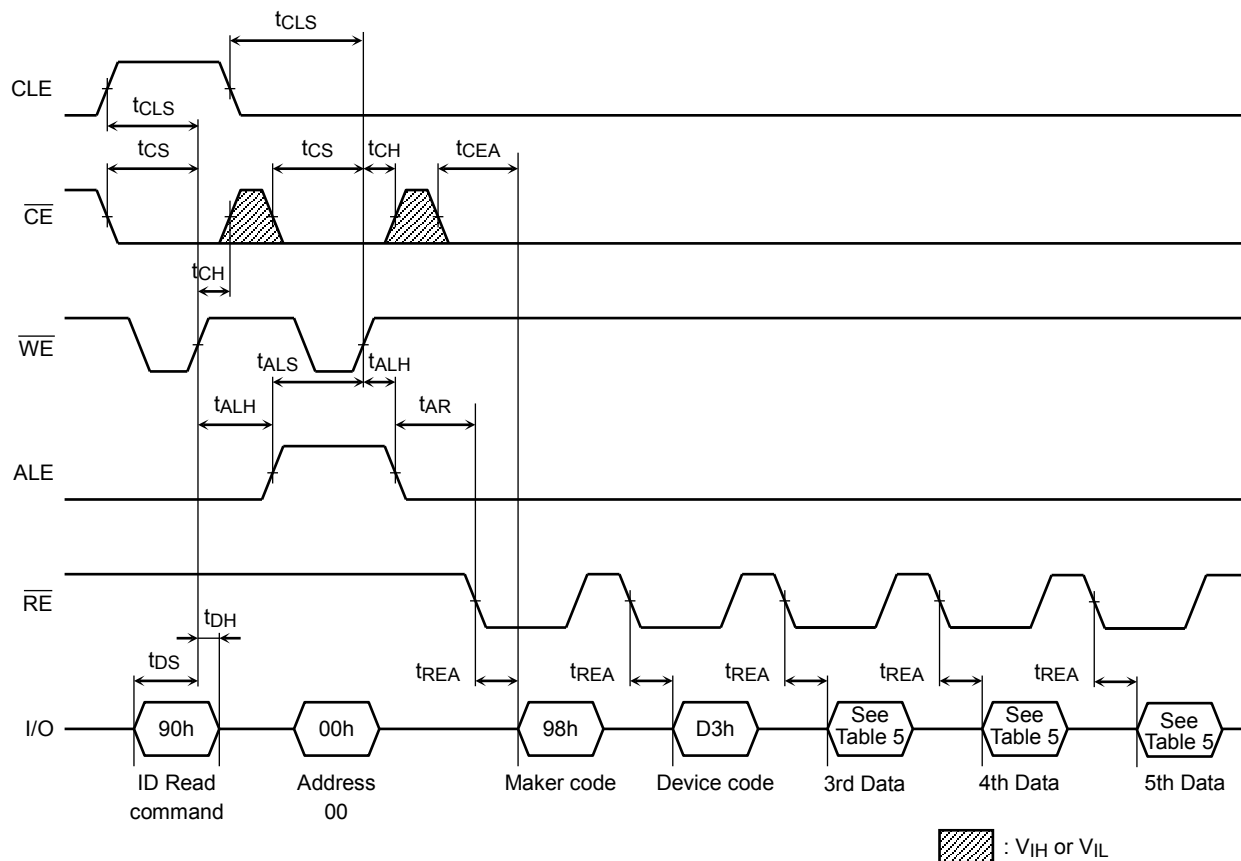 tCLS
CLE
tCLS
tCS
tCS
tCH
tCEA
CE
tCH
WE
tALS
tALH
tALH
tAR
ALE
RE
tDH
tDS
tREA
tREA
tREA
tREA
tREA
I/O
90h
00h
98h
D3h
See
Table 5
See
Table 5
See
Table 5
ID Read
command
Address
00
Maker code
Device code
3rd Data
4th Data
5th Data
: VIH or VIL